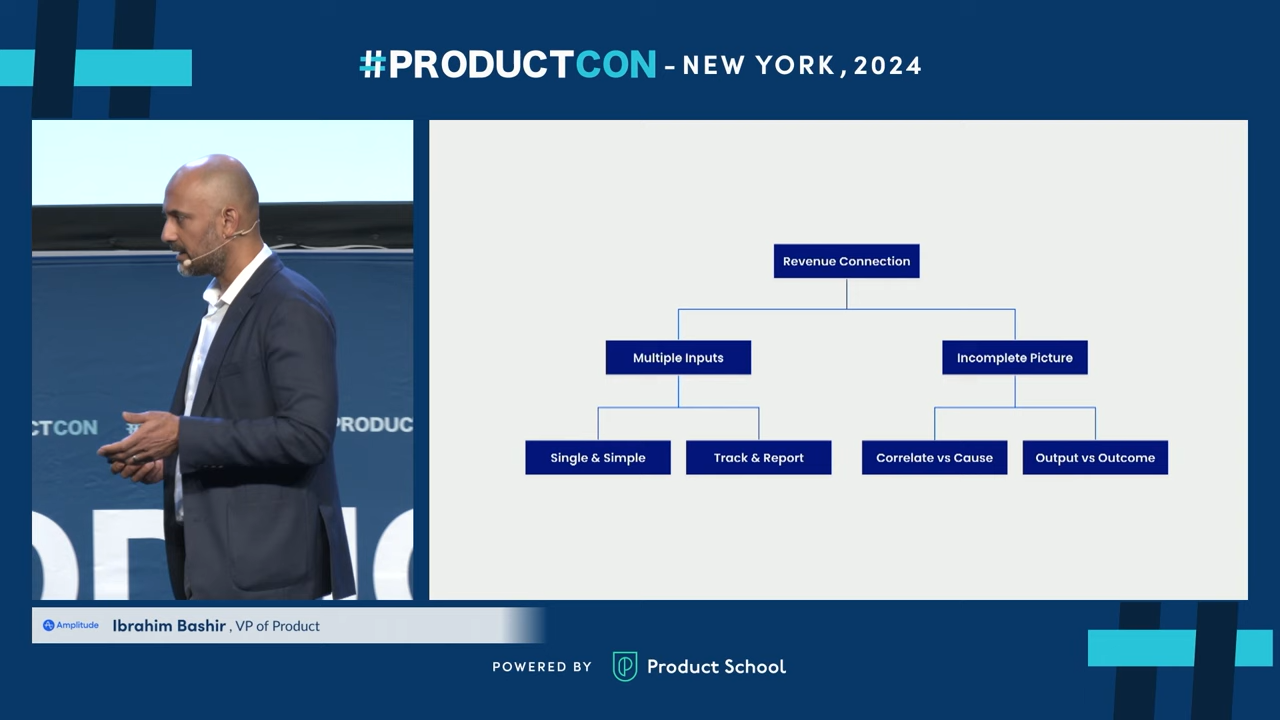 #PRODUCTCON - NEW YORK, 2024
Revenue Connection
Multiple Inputs
Incomplete Picture
Single & Simple
Track & Report
Correlate vs Cause
Output vs Outcome
CTCON
#
PRODUC
Amplitude Ibrahim Bashir , VP of Product
POWERED BY Product School